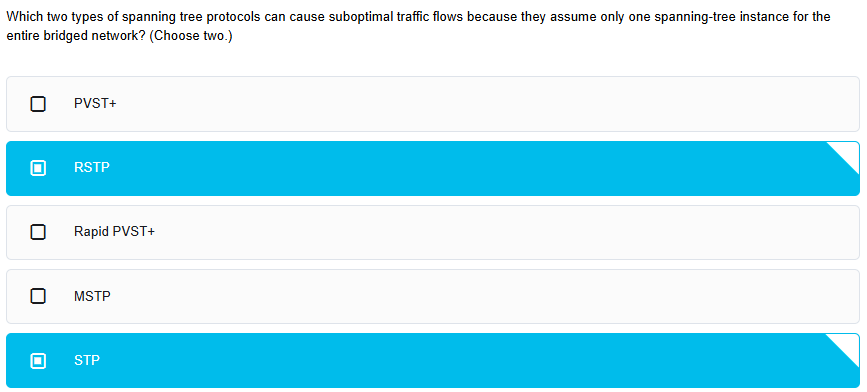 Which two types of spanning tree protocols can cause suboptimal traffic flows because they assume only one spanning-tree instance for the
entire bridged network? (Choose two.)
PVST+
RSTP
Rapid PVST+
MSTP
STP